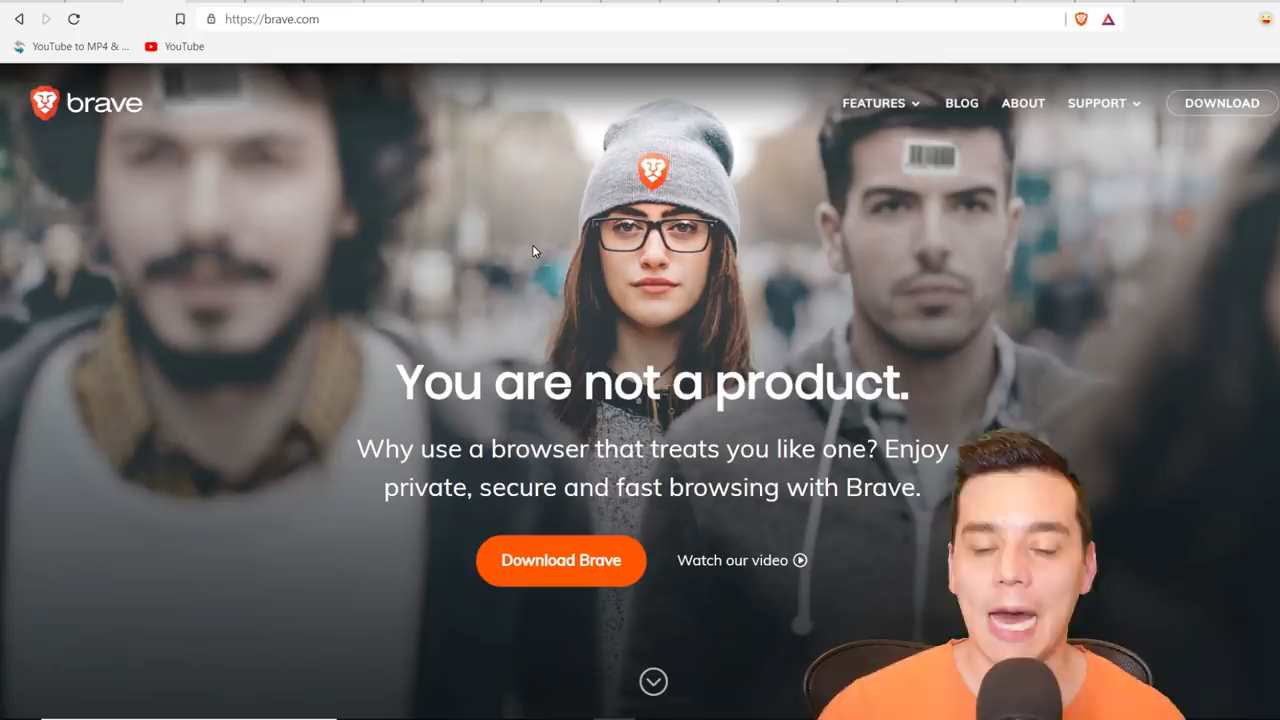 https://brave.com
YouTube to MP4 & ...
YouTube
brave
FEATURES
BLOG
ABOUT
SUPPORT
DOWNLOAD
You are not a product.
Why use a browser that treats you like one? Enjoy
private, secure and fast browsing with Brave.
Download Brave
Watch our video